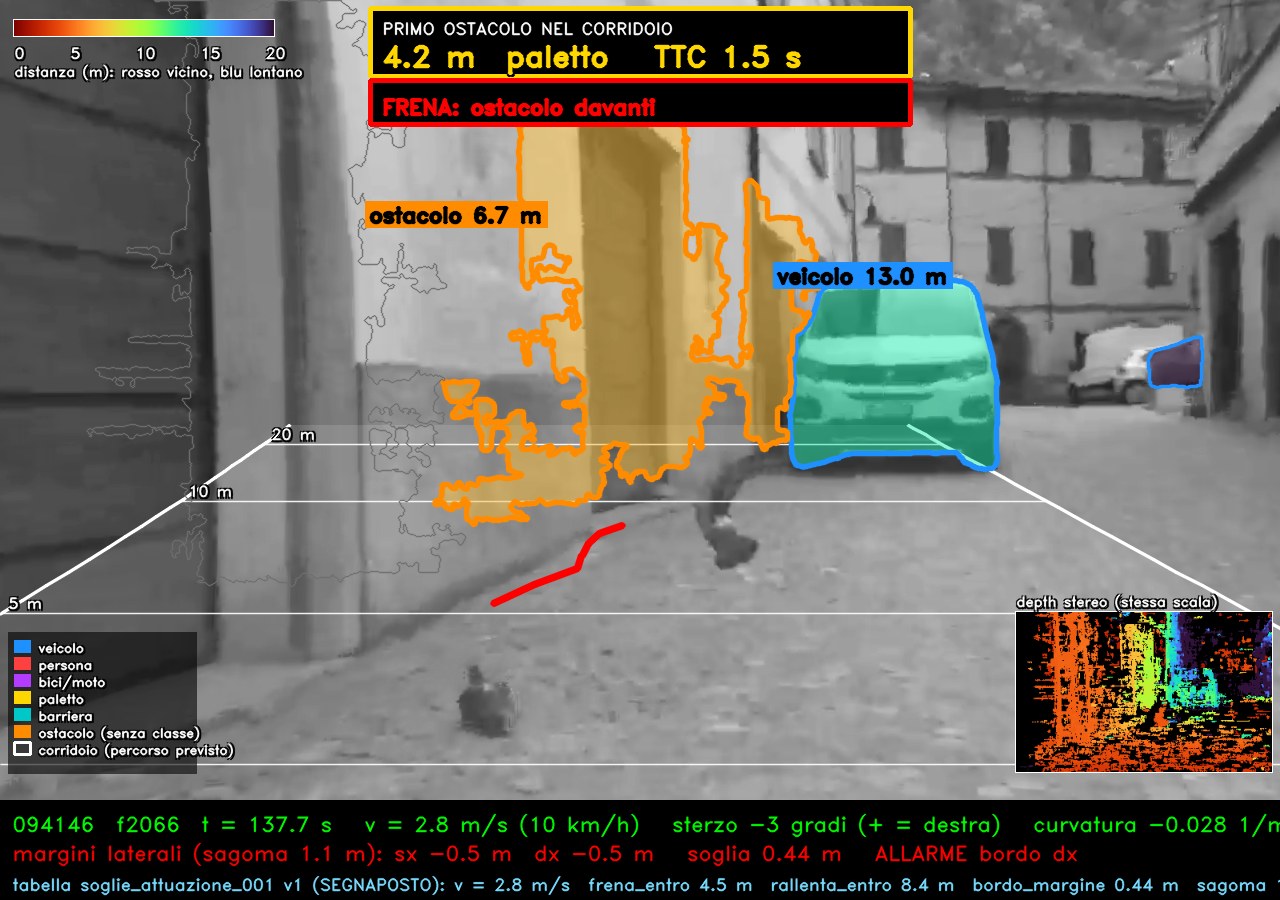 0 5 10 15 20
distanza (m): rosso vicino, blu lontano
PRIMO OSTACOLO NEL CORRIDOIO
4.2 m paletto TTC 1.5 s
FRENA: ostacolo davanti
ostacolo 6.7 m
veicolo 13.0 m
20 m
10 m
5 m
depth stereo (stessa scala)
veicolo
persona
bici/moto
paletto
barriera
ostacolo (senza classe)
corridoio (percorso previsto)
094146 f2066 t = 137.7 s v = 2.8 m/s (10 km/h) sterzo −3 gradi (+ = destra) curvatura −0.028 1/m
margini laterali (sagoma 1.1 m): sx −0.5 m dx −0.5 m soglia 0.44 m ALLARME bordo dx
tabella soglie_attuazione_001 v1 (SEGNAPOSTO): v = 2.8 m/s frena_entro 4.5 m rallenta_entro 8.4 m bordo_margine 0.44 m sagoma